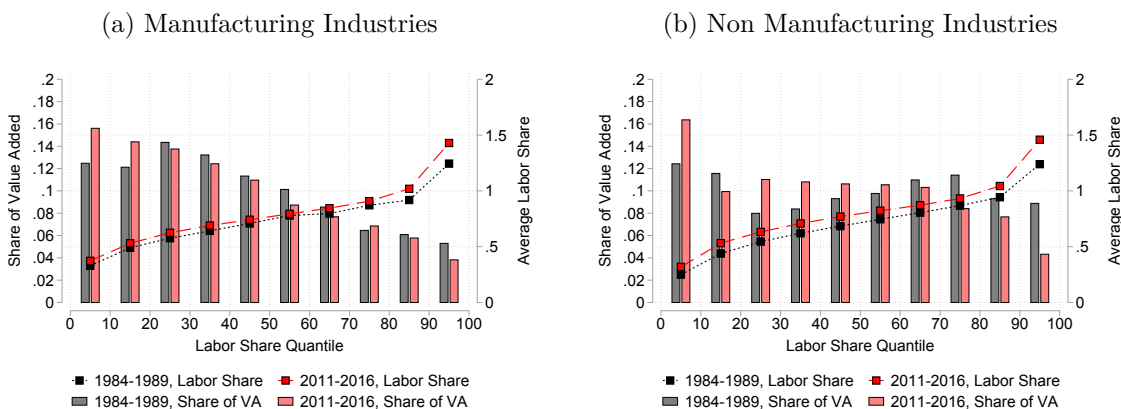 (a) Manufacturing Industries
Share of Value Added
.2
.18
.16
.14
.12
.1
.08
.06
.04
.02
0
2
1.5
1
.5
0
Average Labor Share
0 10 20 30 40 50 60 70 80 90 100
Labor Share Quantile
1984-1989, Labor Share 2011-2016, Labor Share
1984-1989, Share of VA 2011-2016, Share of VA
(b) Non Manufacturing Industries
Share of Value Added
.2
.18
.16
.14
.12
.1
.08
.06
.04
.02
0
2
1.5
1
.5
0
Average Labor Share
0 10 20 30 40 50 60 70 80 90 100
Labor Share Quantile
1984-1989, Labor Share 2011-2016, Labor Share
1984-1989, Share of VA 2011-2016, Share of VA